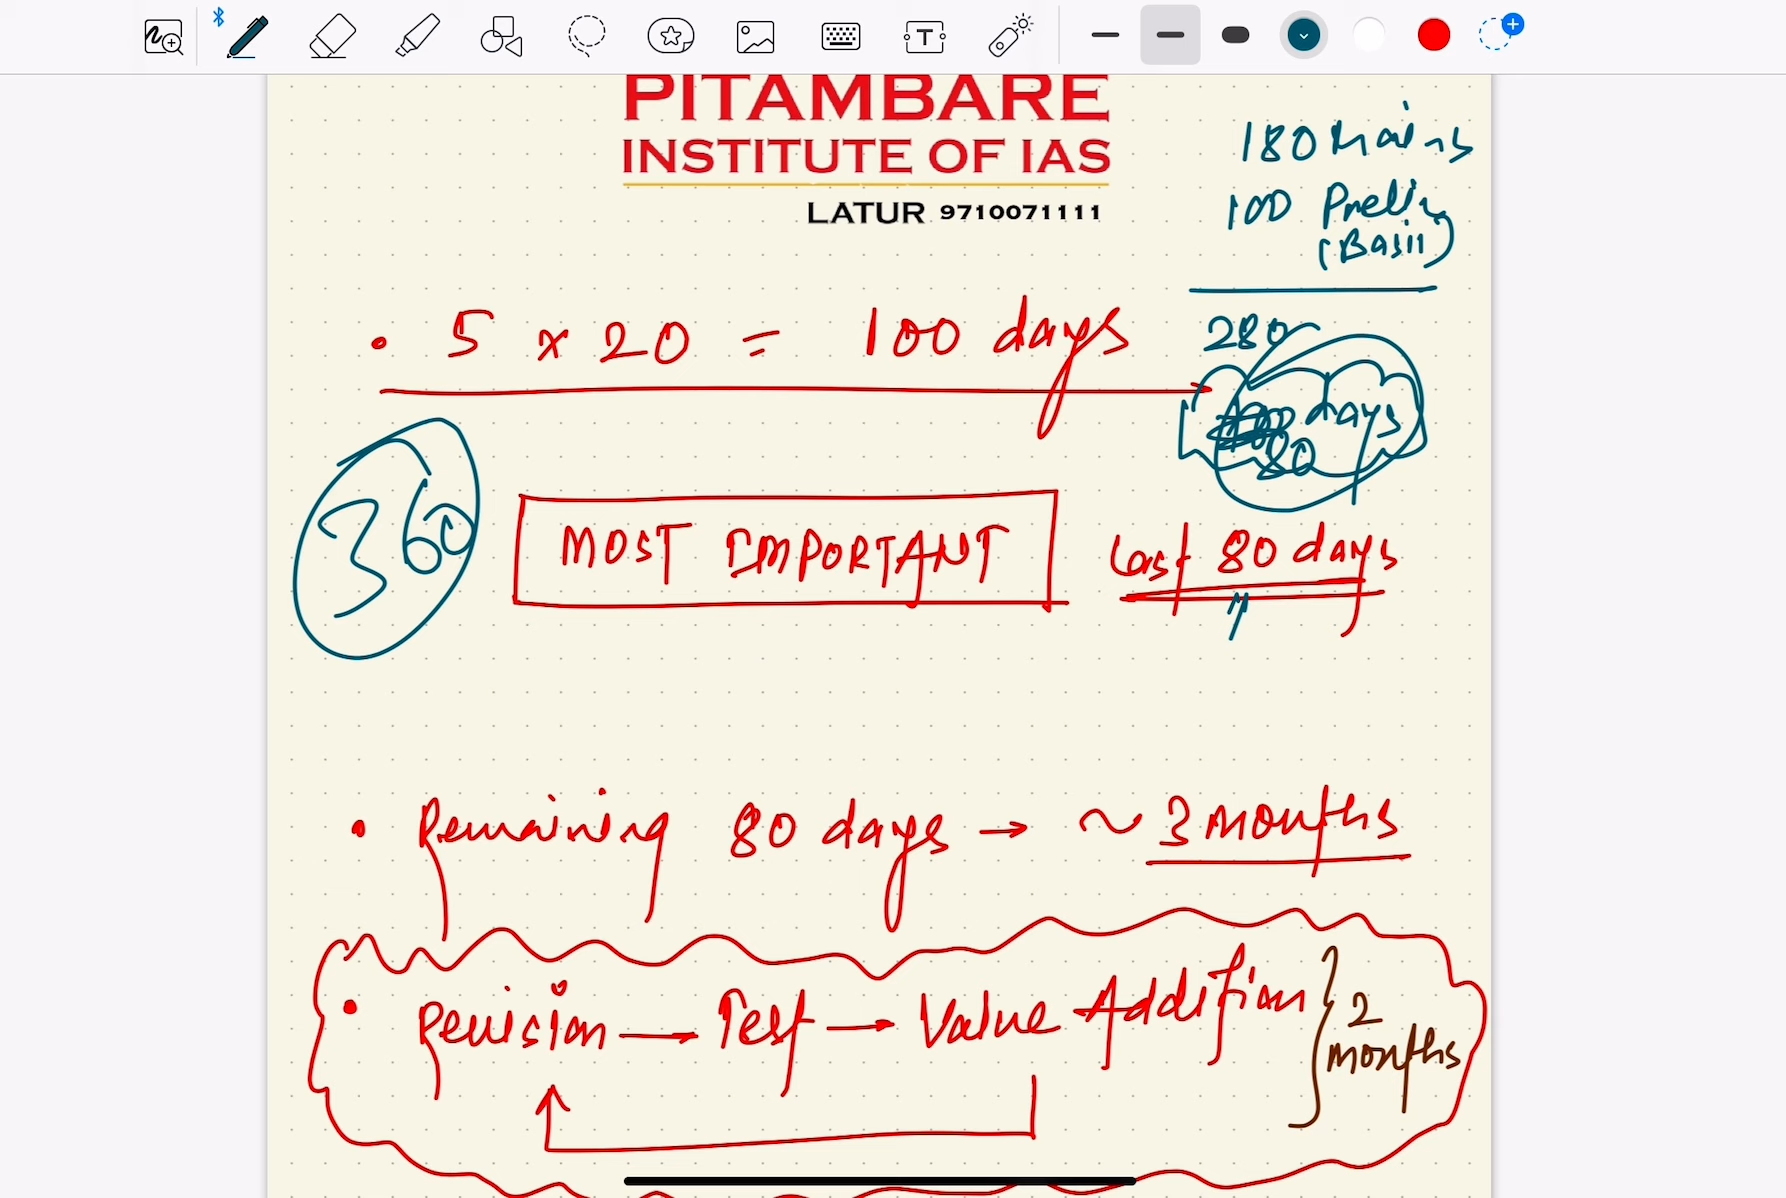 PITAMBARE
INSTITUTE OF IAS
LATUR 9710071111
180 Mains
100 Prelim
(Basic)
280
days
80
• 5 × 20 = 100 days
360
MOST IMPORTANT
Last 80 days
• Remaining 80 days → ~ 3 months
• Revision → Test → Value Addition
2
months